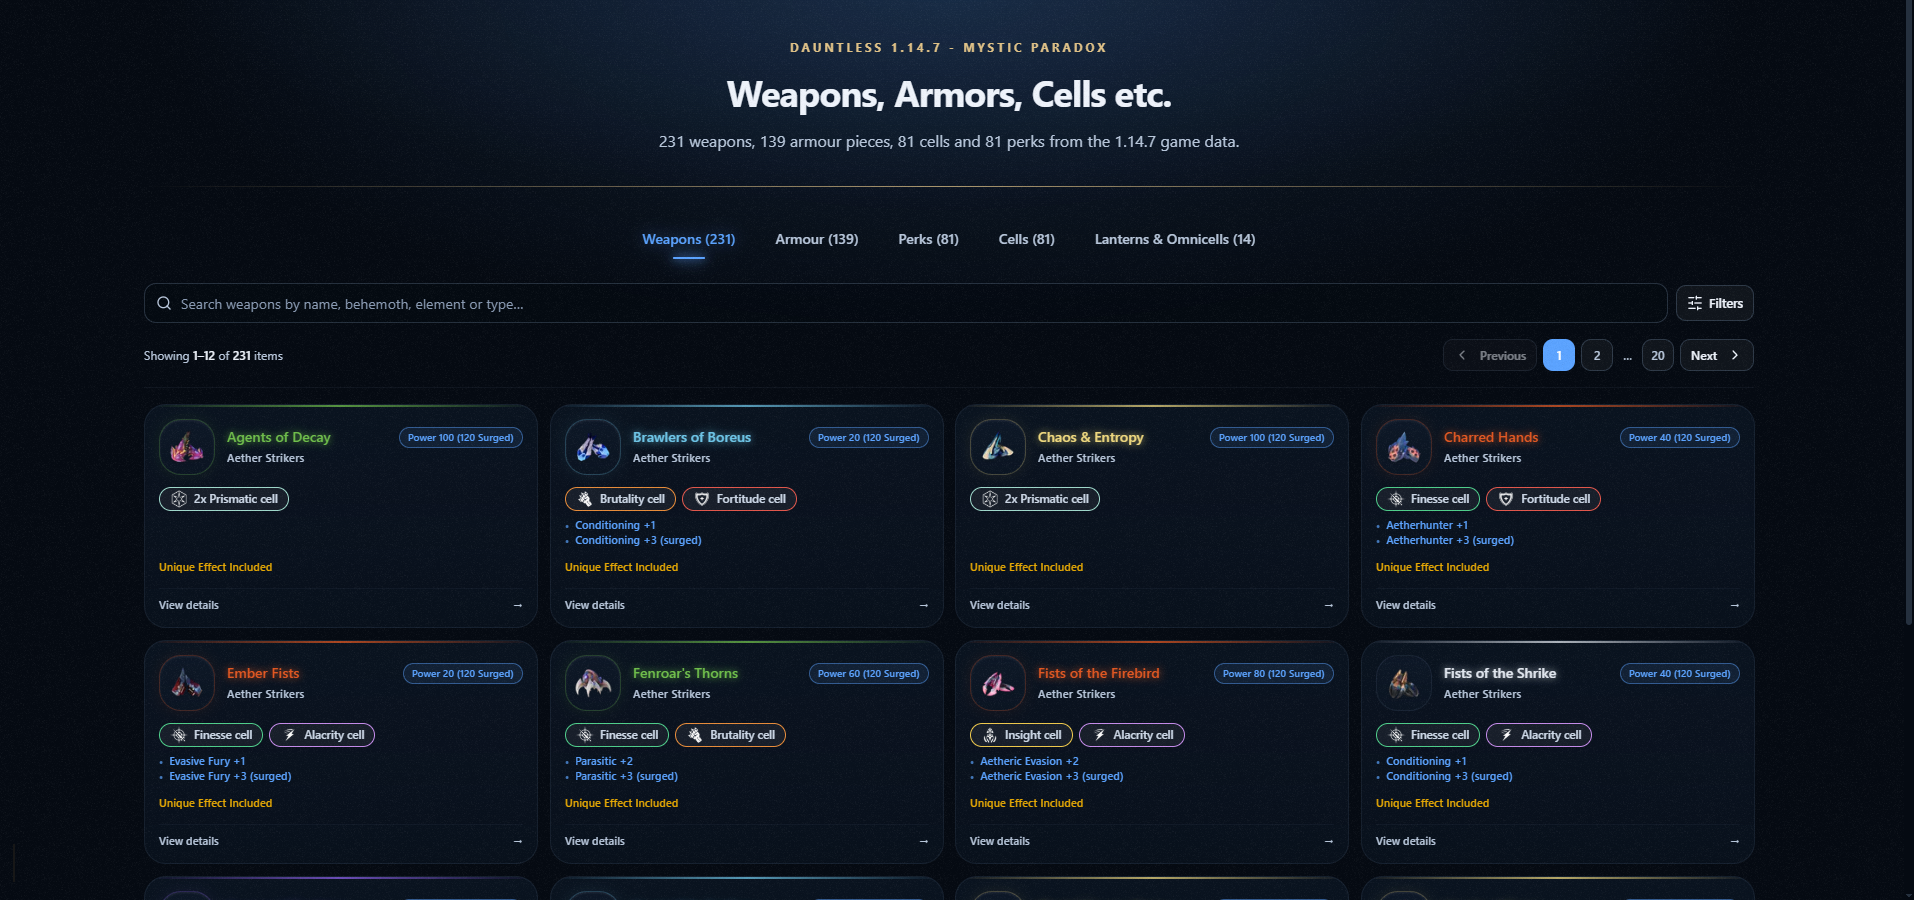 DAUNTLESS 1.14.7 - MYSTIC PARADOX
Weapons, Armors, Cells etc.
231 weapons, 139 armour pieces, 81 cells and 81 perks from the 1.14.7 game data.
Weapons (231) Armour (139) Perks (81) Cells (81) Lanterns & Omnicells (14)
Search weapons by name, behemoth, element or type...
Filters
Showing 1–12 of 231 items
Previous 1 2 ... 20 Next
Agents of Decay
Power 100 (120 Surged)
Aether Strikers
2x Prismatic cell
Unique Effect Included
View details →
Brawlers of Boreus
Power 20 (120 Surged)
Aether Strikers
Brutality cell Fortitude cell
• Conditioning +1
• Conditioning +3 (surged)
Unique Effect Included
View details →
Chaos & Entropy
Power 100 (120 Surged)
Aether Strikers
2x Prismatic cell
Unique Effect Included
View details →
Charred Hands
Power 40 (120 Surged)
Aether Strikers
Finesse cell Fortitude cell
• Aetherhunter +1
• Aetherhunter +3 (surged)
Unique Effect Included
View details →
Ember Fists
Power 20 (120 Surged)
Aether Strikers
Finesse cell Alacrity cell
• Evasive Fury +1
• Evasive Fury +3 (surged)
Unique Effect Included
View details →
Fenroar's Thorns
Power 60 (120 Surged)
Aether Strikers
Finesse cell Brutality cell
• Parasitic +2
• Parasitic +3 (surged)
Unique Effect Included
View details →
Fists of the Firebird
Power 80 (120 Surged)
Aether Strikers
Insight cell Alacrity cell
• Aetheric Evasion +2
• Aetheric Evasion +3 (surged)
Unique Effect Included
View details →
Fists of the Shrike
Power 40 (120 Surged)
Aether Strikers
Finesse cell Alacrity cell
• Conditioning +1
• Conditioning +3 (surged)
Unique Effect Included
View details →